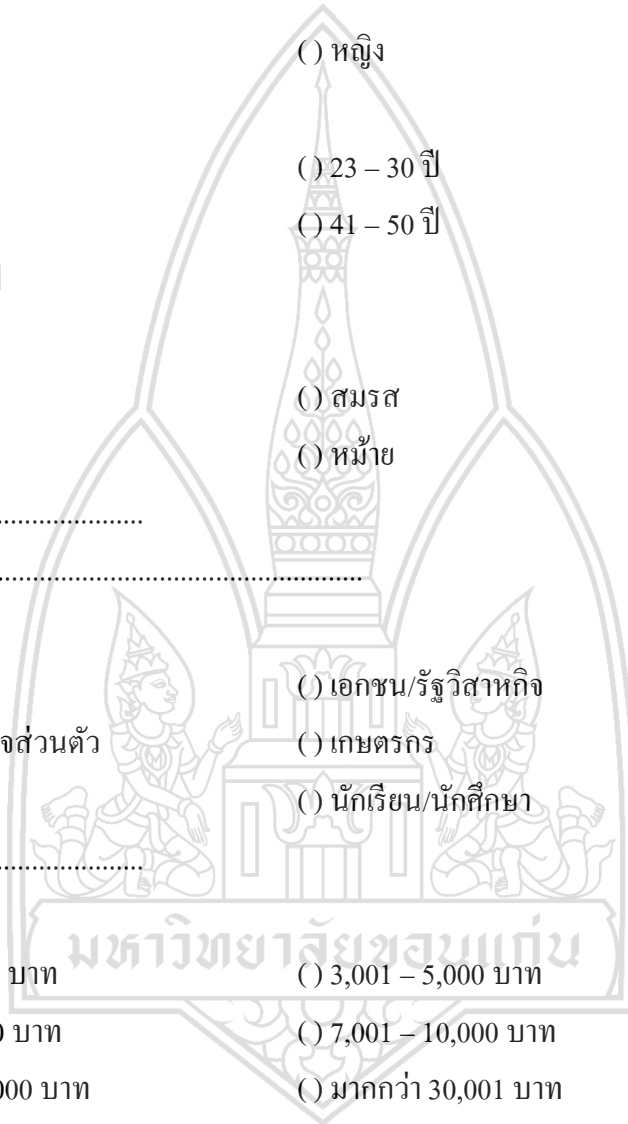 () หญิง
() 23 – 30 ปี
() 41 – 50 ปี
() สมรส
() หม้าย
......................
..................................................
() เอกชน/รัฐวิสาหกิจ
จส่วนตัว () เกษตรกร
() นักเรียน/นักศึกษา
......................
มหาวิทยาลัยขอนแก่น
บาท () 3,001 – 5,000 บาท
0 บาท () 7,001 – 10,000 บาท
000 บาท () มากกว่า 30,001 บาท